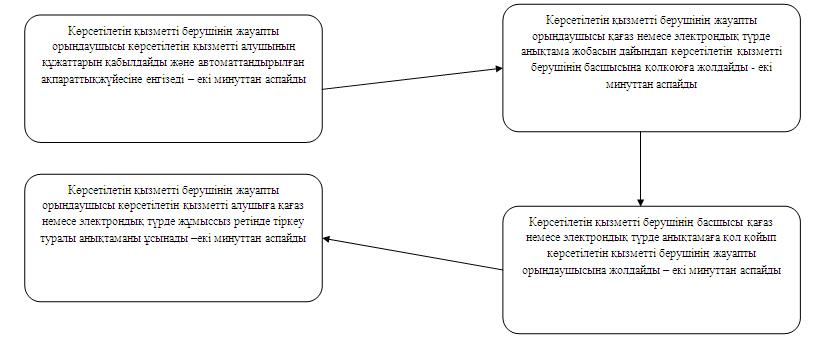 Көрсетілетін қызметті берушінің жауапты
орындаушысы көрсетілетін қызметті алушының
құжаттарын қабылдайды және автоматтандырылған
ақпараттықжүйесіне енгізеді – екі минуттан аспайды
Көрсетілетін қызметті берушінің жауапты
орындаушысы қағаз немесе электрондық түрде
анықтама жобасын дайындап көрсетілетін қызметті
берушінің басшысына қолқоюға жолдайды - екі
минуттан аспайды
Көрсетілетін қызметті берушінің басшысы қағаз
немесе электрондық түрде анықтамаға қол қойып
көрсетілетін қызметті берушінің жауапты
орындаушысына жолдайды – екі минуттан аспайды
Көрсетілетін қызметті берушінің жауапты
орындаушысы көрсетілетін қызметті алушыға қағаз
немесе электрондық түрде жұмыссыз ретінде тіркеу
туралы анықтаманы ұсынады –екі минуттан аспайды